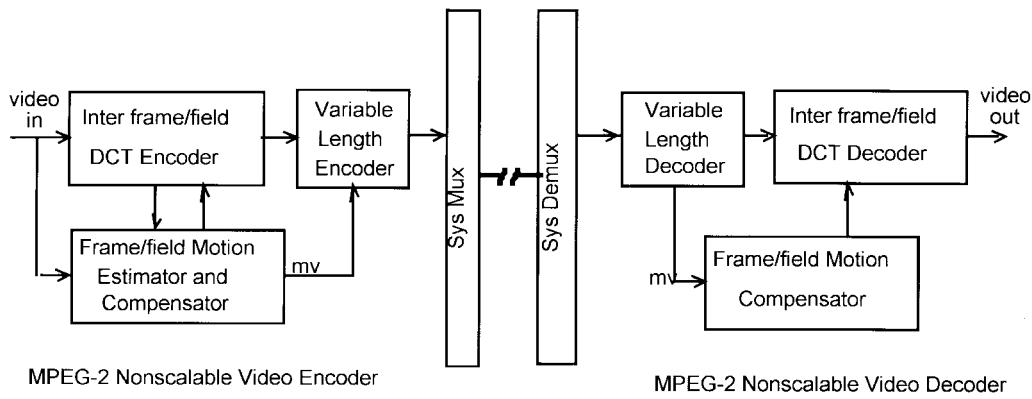 video
in
Inter frame/field
DCT Encoder
Variable
Length
Encoder
Frame/field Motion
Estimator and
Compensator
mv
Sys Mux
Sys Demux
Variable
Length
Decoder
Inter frame/field
DCT Decoder
video
out
mv
Frame/field Motion
Compensator
MPEG-2 Nonscalable Video Encoder
MPEG-2 Nonscalable Video Decoder